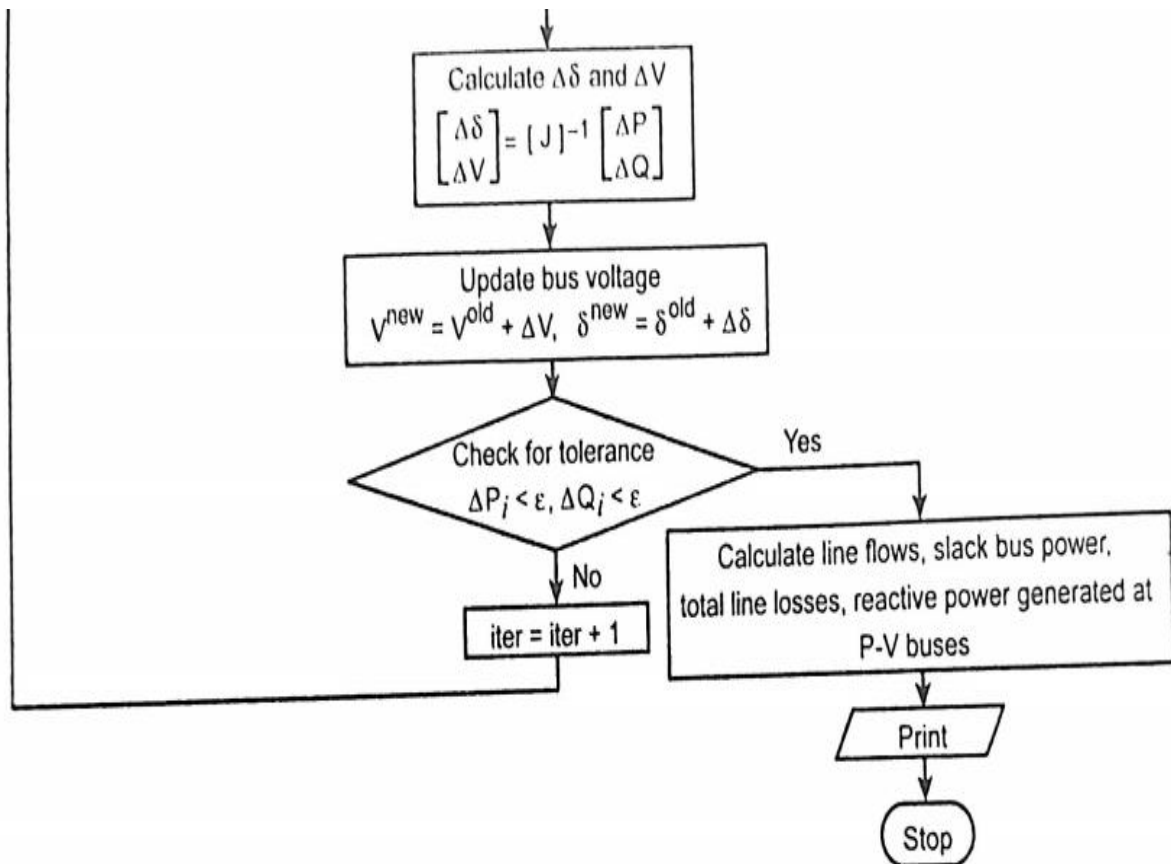 Calculate Δδ and ΔV
[Δδ ΔV] = [J]⁻¹ [ΔP ΔQ]
Update bus voltage
V^new = V^old + ΔV, δ^new = δ^old + Δδ
Check for tolerance
ΔP_i < ε, ΔQ_i < ε
Yes
No
iter = iter + 1
Calculate line flows, slack bus power,
total line losses, reactive power generated at
P-V buses
Print
Stop